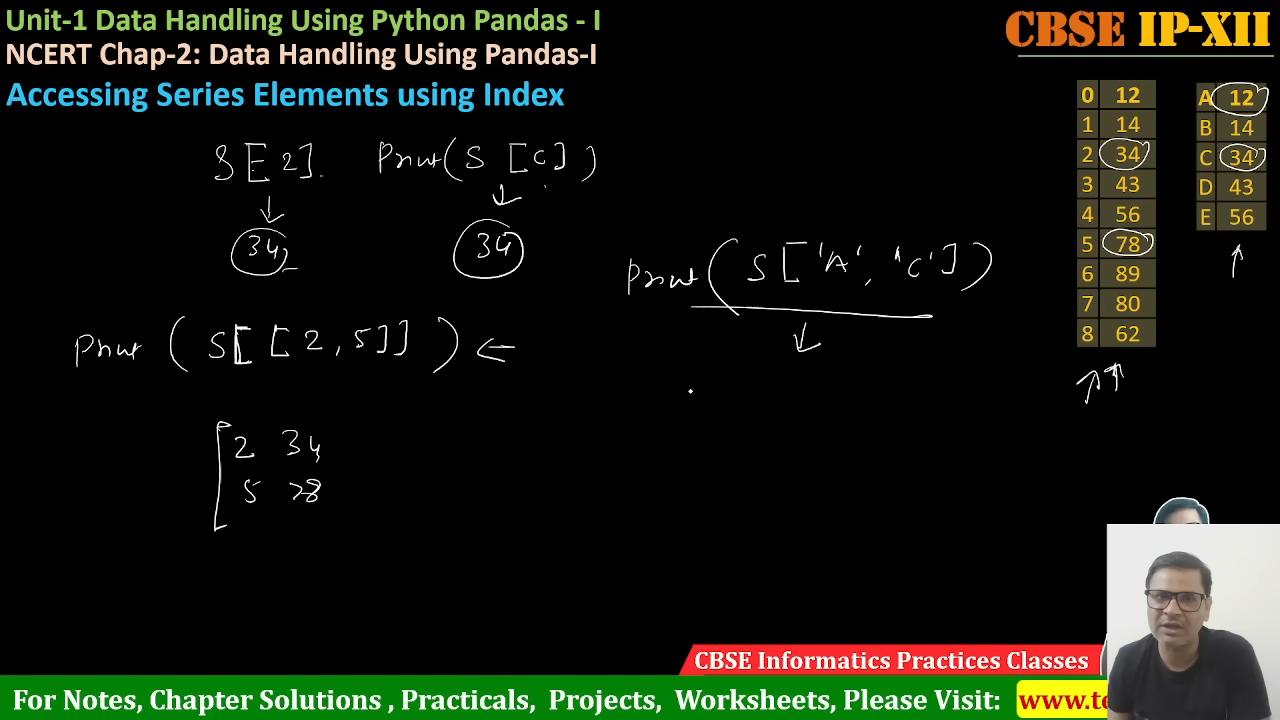 Unit-1 Data Handling Using Python Pandas - I
NCERT Chap-2: Data Handling Using Pandas-I
Accessing Series Elements using Index
CBSE IP-XII
0 12
1 14
2 34
3 43
4 56
5 78
6 89
7 80
8 62
A 12
B 14
C 34
D 43
E 56
S[2].
34
Print(S[C])
34
Print(S[[2,5]])
2 34
5 78
Print(S['A','C'])
CBSE Informatics Practices Classes
For Notes, Chapter Solutions , Practicals, Projects, Worksheets, Please Visit: